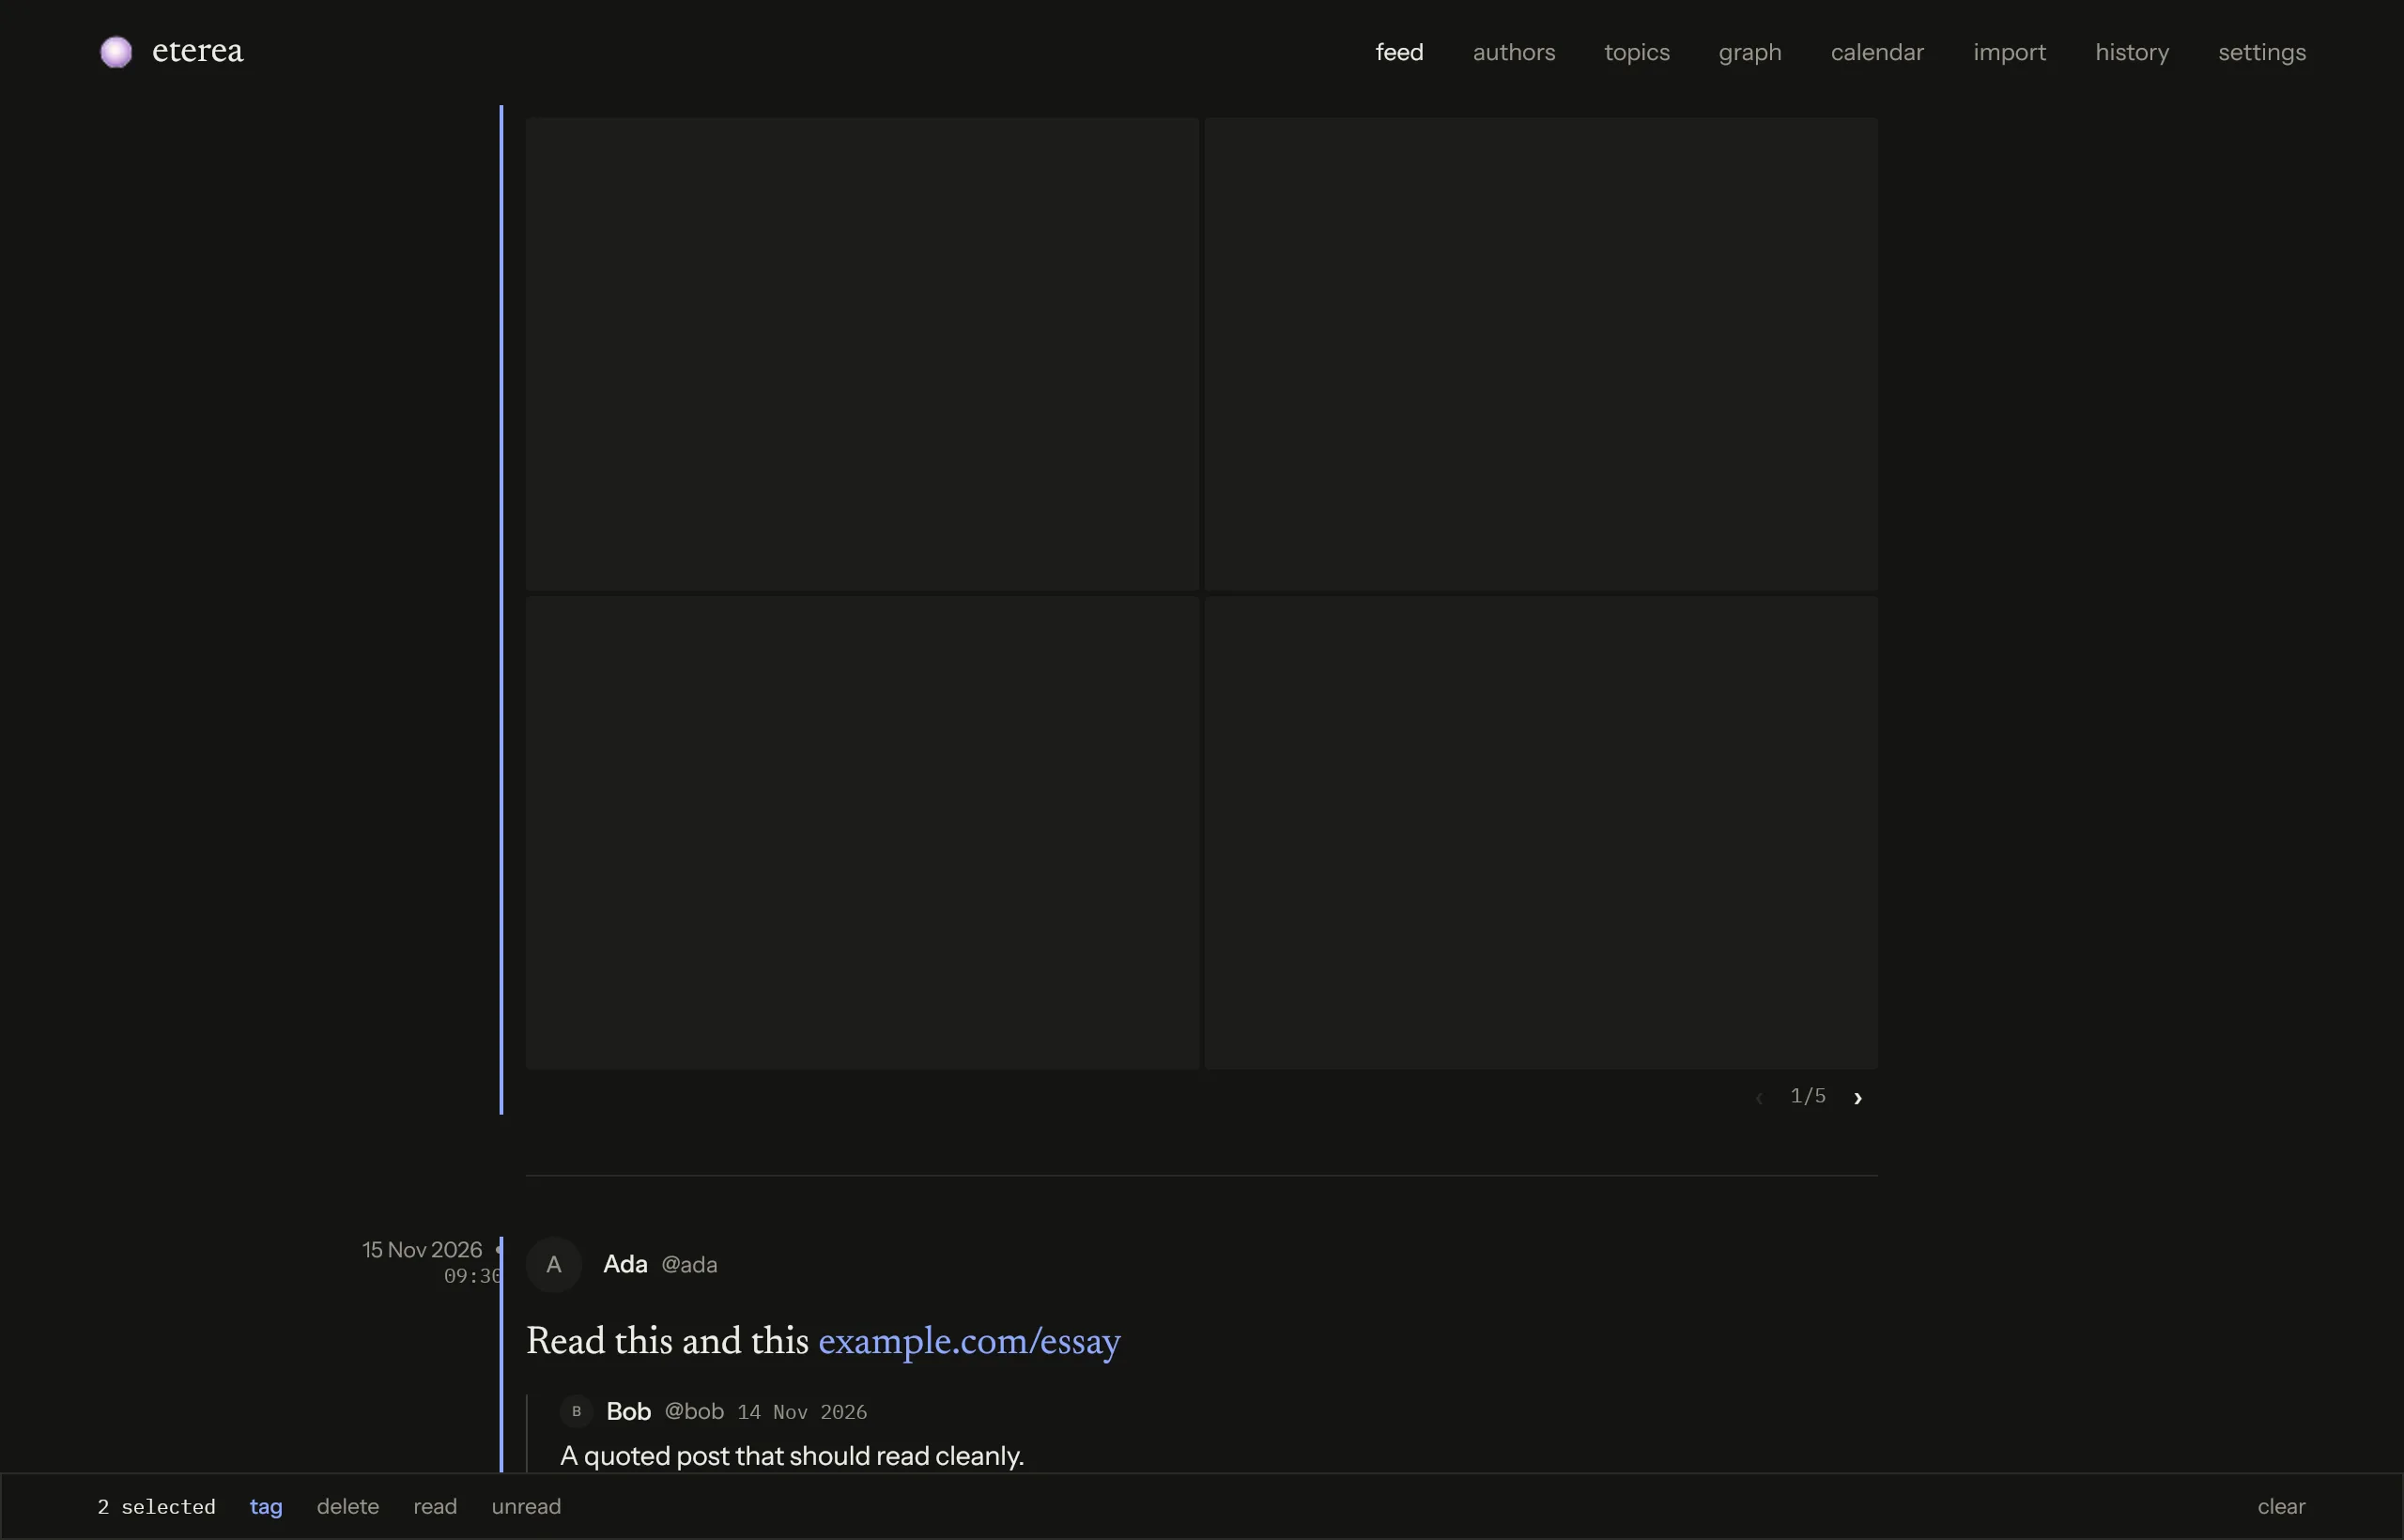 eterea
feed authors topics graph calendar import history settings
‹ 1/5 ›
15 Nov 2026
09:30
A Ada @ada
Read this and this example.com/essay
B Bob @bob 14 Nov 2026
A quoted post that should read cleanly.
2 selected tag delete read unread clear